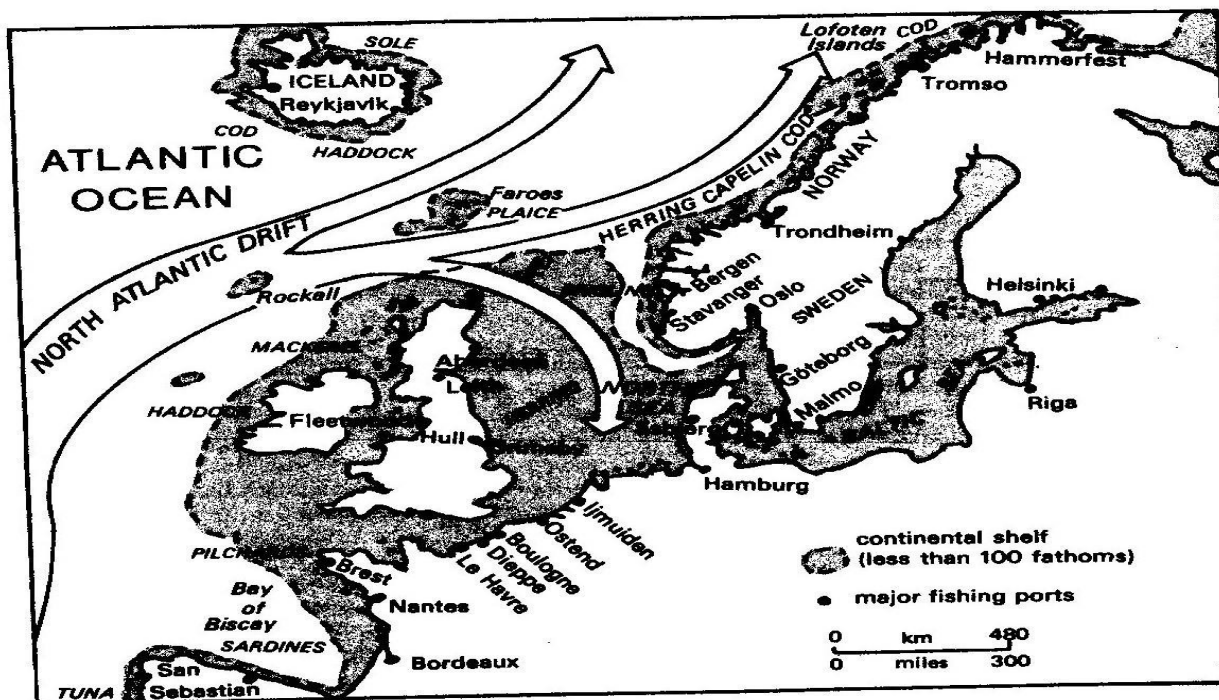 SOLE
Lofoten COD
Islands
Hammerfest
ICELAND
Reykjavik
Tromso
COD
HADDOCK
ATLANTIC
OCEAN
Faroes
PLAICE
HERRING CAPELIN COD
NORWAY
NORTH ATLANTIC DRIFT
Trondheim
Rockall
Bergen
Stavanger
Oslo
SWEDEN
Helsinki
Göteborg
Malmo
Riga
HADDOCK
Hull
BALTIC
Hamburg
Ijmuiden
Ostend
Boulogne
Dieppe
Le Havre
Brest
Bay
of
Biscay
Nantes
SARDINES
Bordeaux
San
Sebastian
TUNA
continental shelf
(less than 100 fathoms)
major fishing ports
0 km 480
0 miles 300